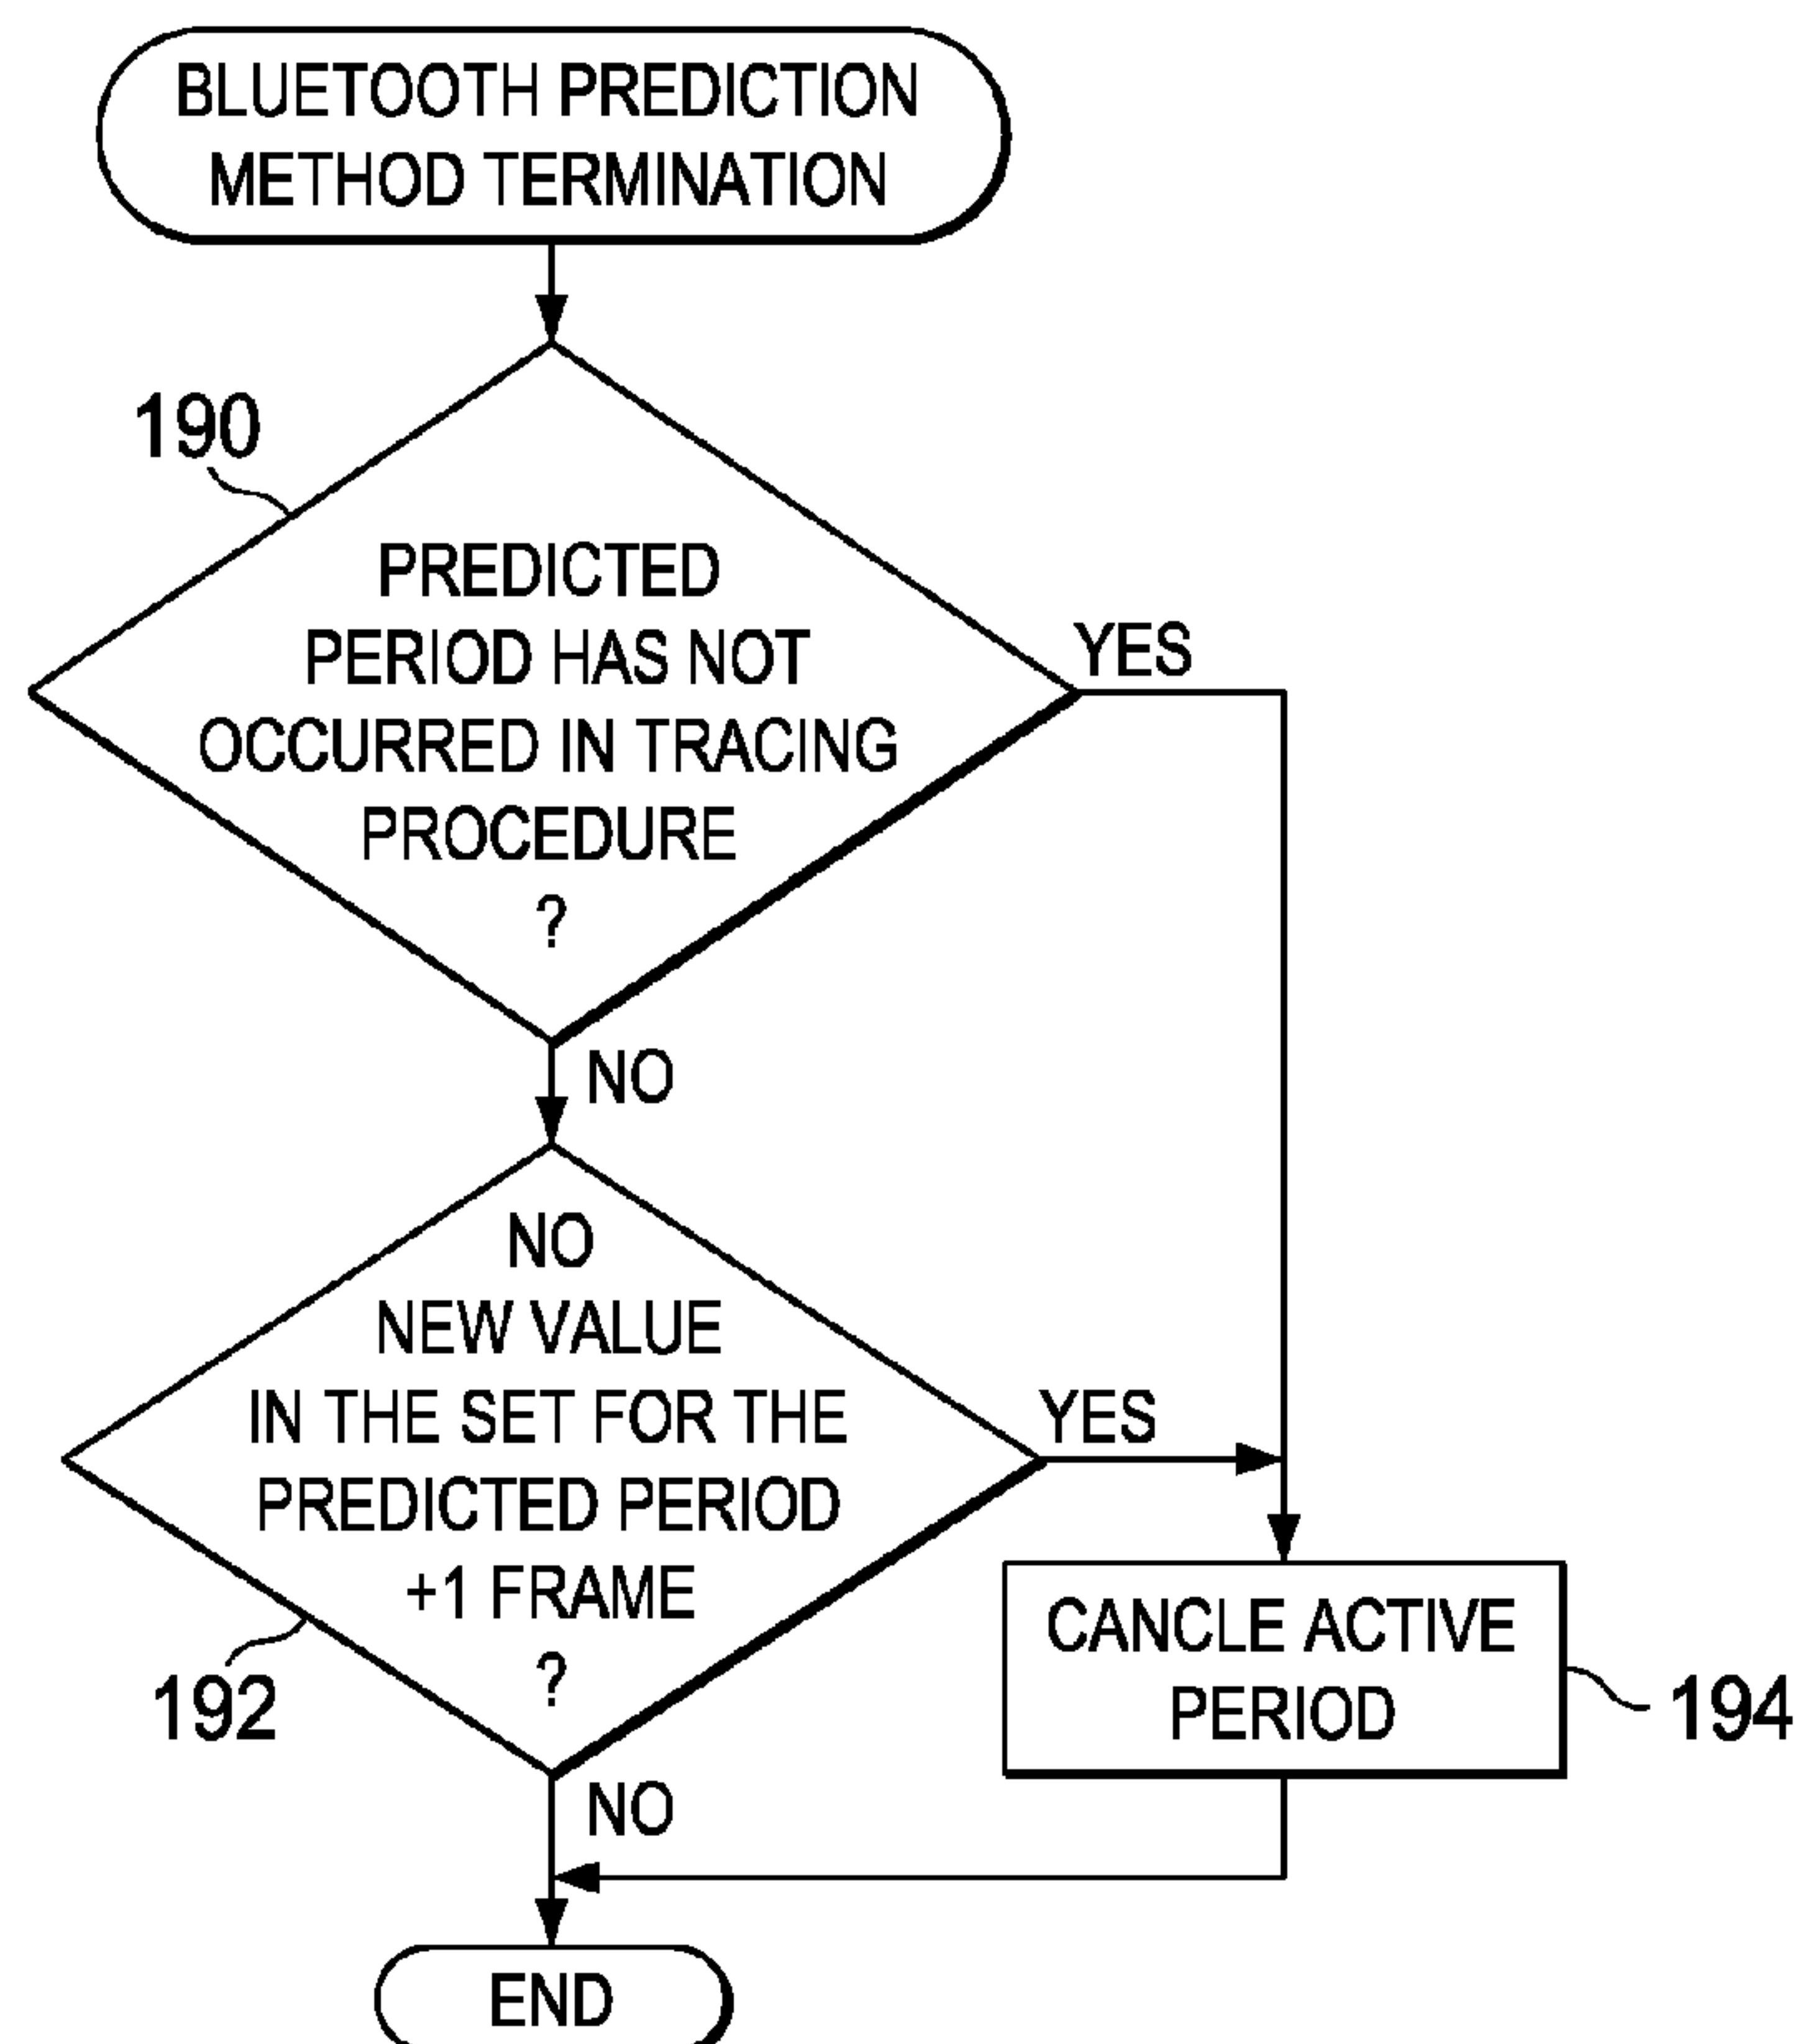 BLUETOOTH PREDICTION
METHOD TERMINATION
190
PREDICTED
PERIOD HAS NOT
OCCURRED IN TRACING
PROCEDURE
?
YES
NO
NO
NEW VALUE
IN THE SET FOR THE
PREDICTED PERIOD
+1 FRAME
?
YES
192
NO
CANCLE ACTIVE
PERIOD
194
END